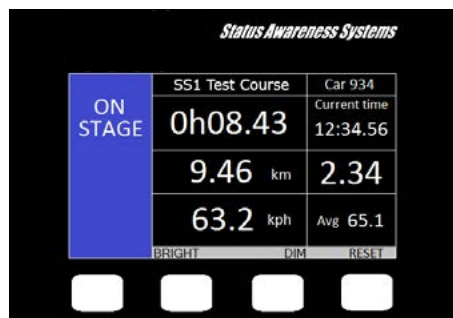 Status Awareness Systems
SS1 Test Course Car 934
ON STAGE
0h08.43
Current time
12:34.56
9.46 km 2.34
63.2 kph Avg 65.1
BRIGHT DIM RESET